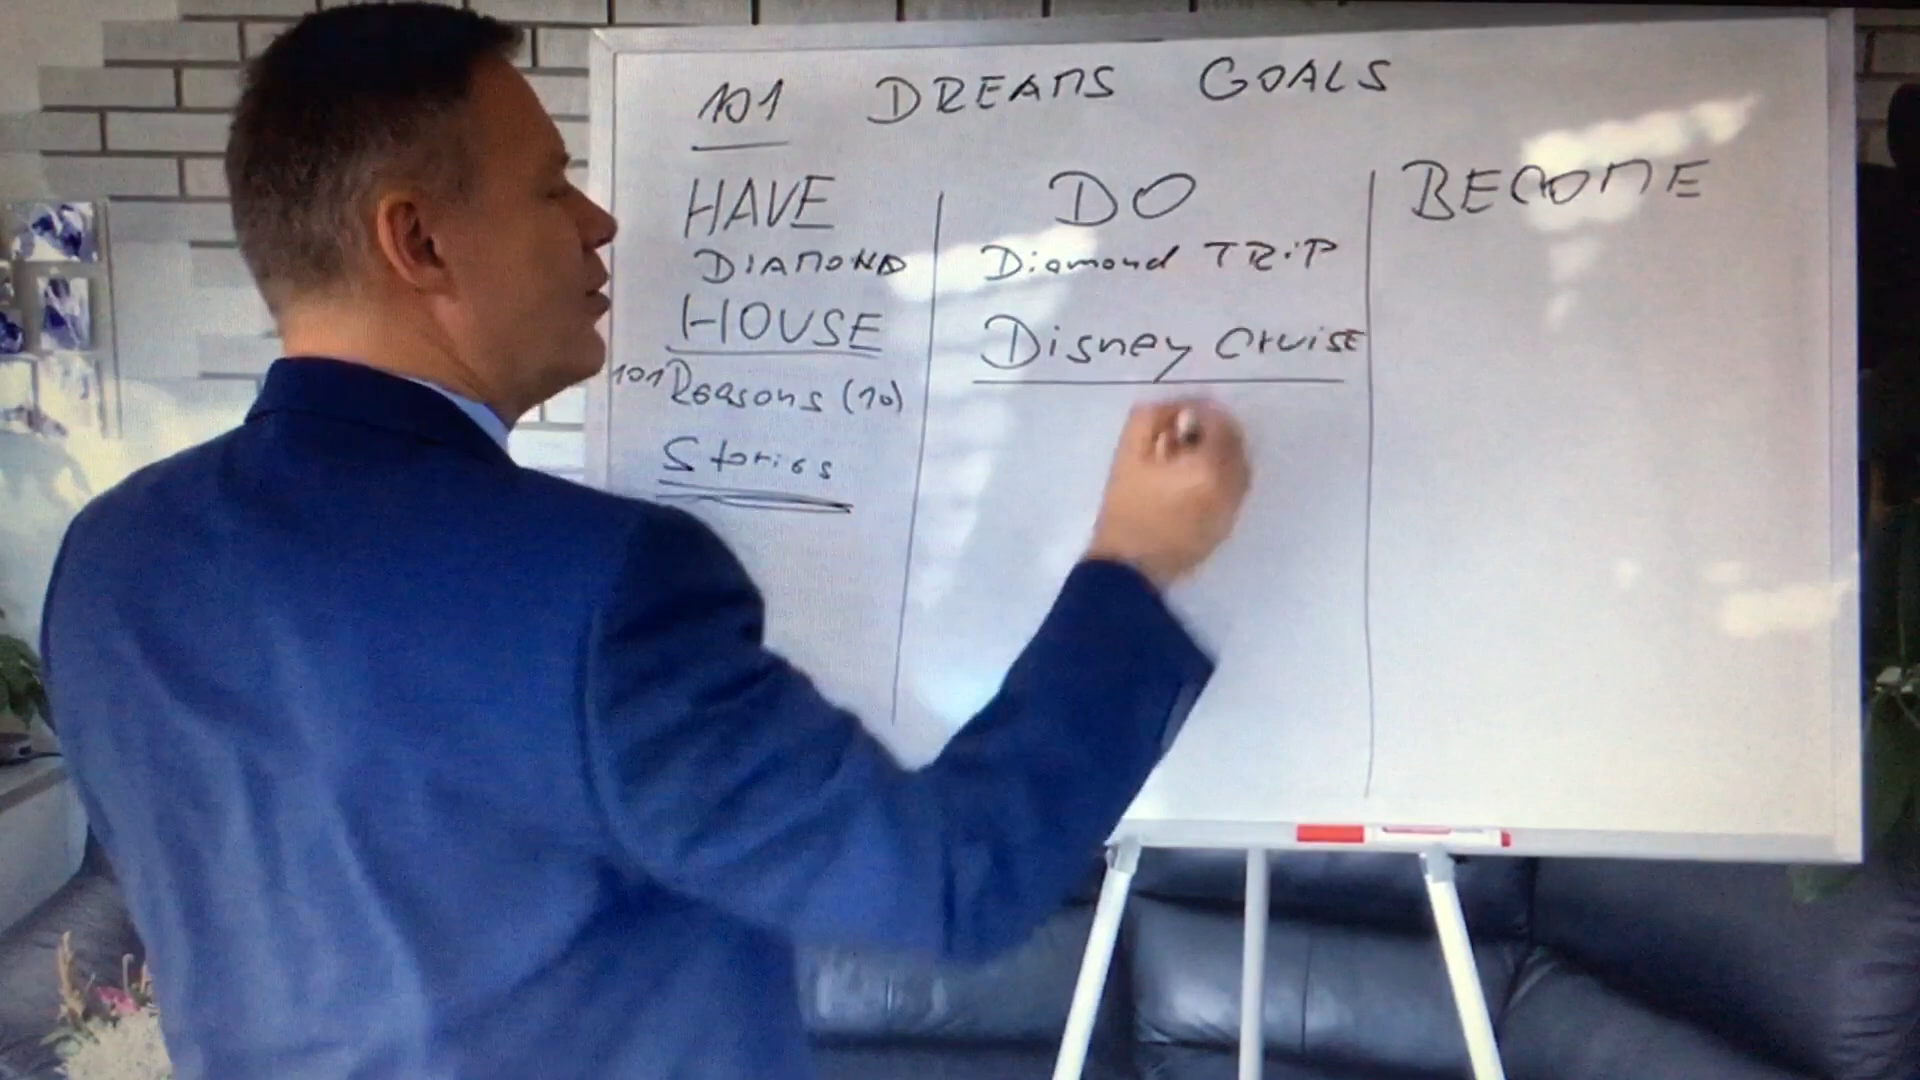 101 DREAMS GOALS
HAVE
DIAMOND
HOUSE
101 Reasons (10)
Stories
DO
Diamond TRiP
Disney CruisE
BECOME